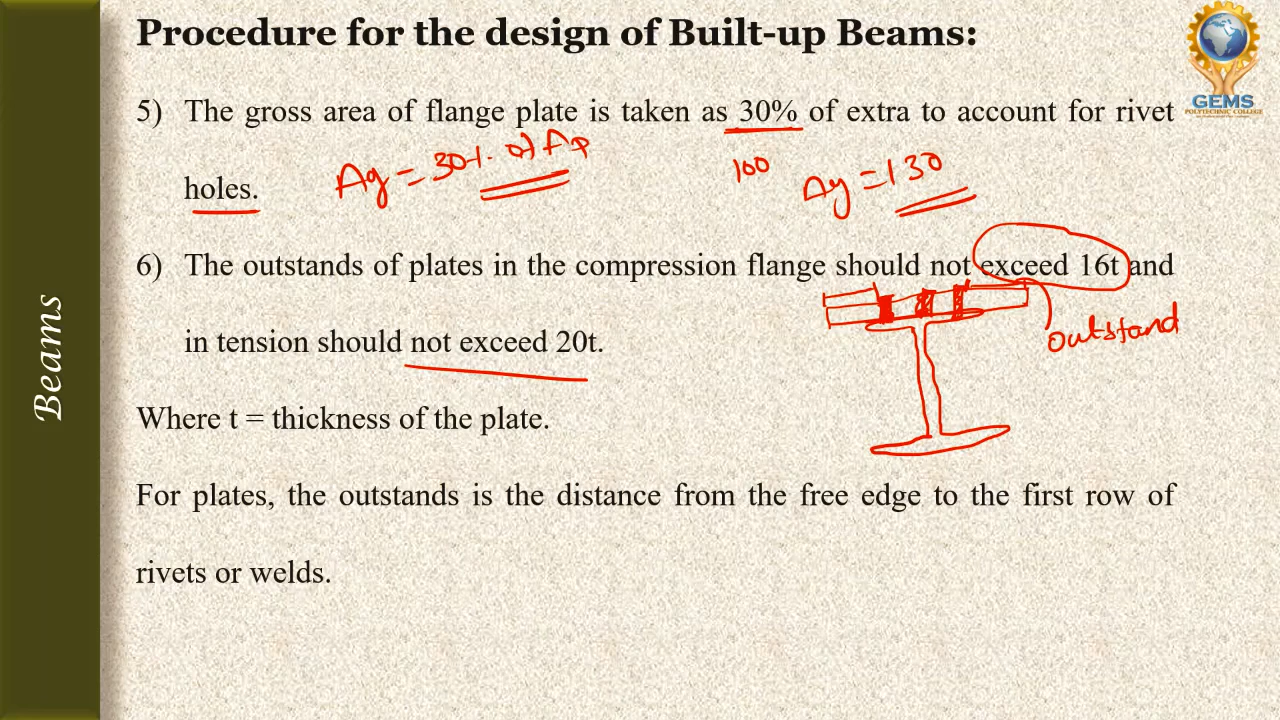 Procedure for the design of Built-up Beams:
GEMS
POLYTECHNIC COLLEGE
5) The gross area of flange plate is taken as 30% of extra to account for rivet
holes.
Ag = 30% of Ap
100
Ag = 130
6) The outstands of plates in the compression flange should not exceed 16t and
in tension should not exceed 20t.
outstand
Where t = thickness of the plate.
For plates, the outstands is the distance from the free edge to the first row of
rivets or welds.
Beams